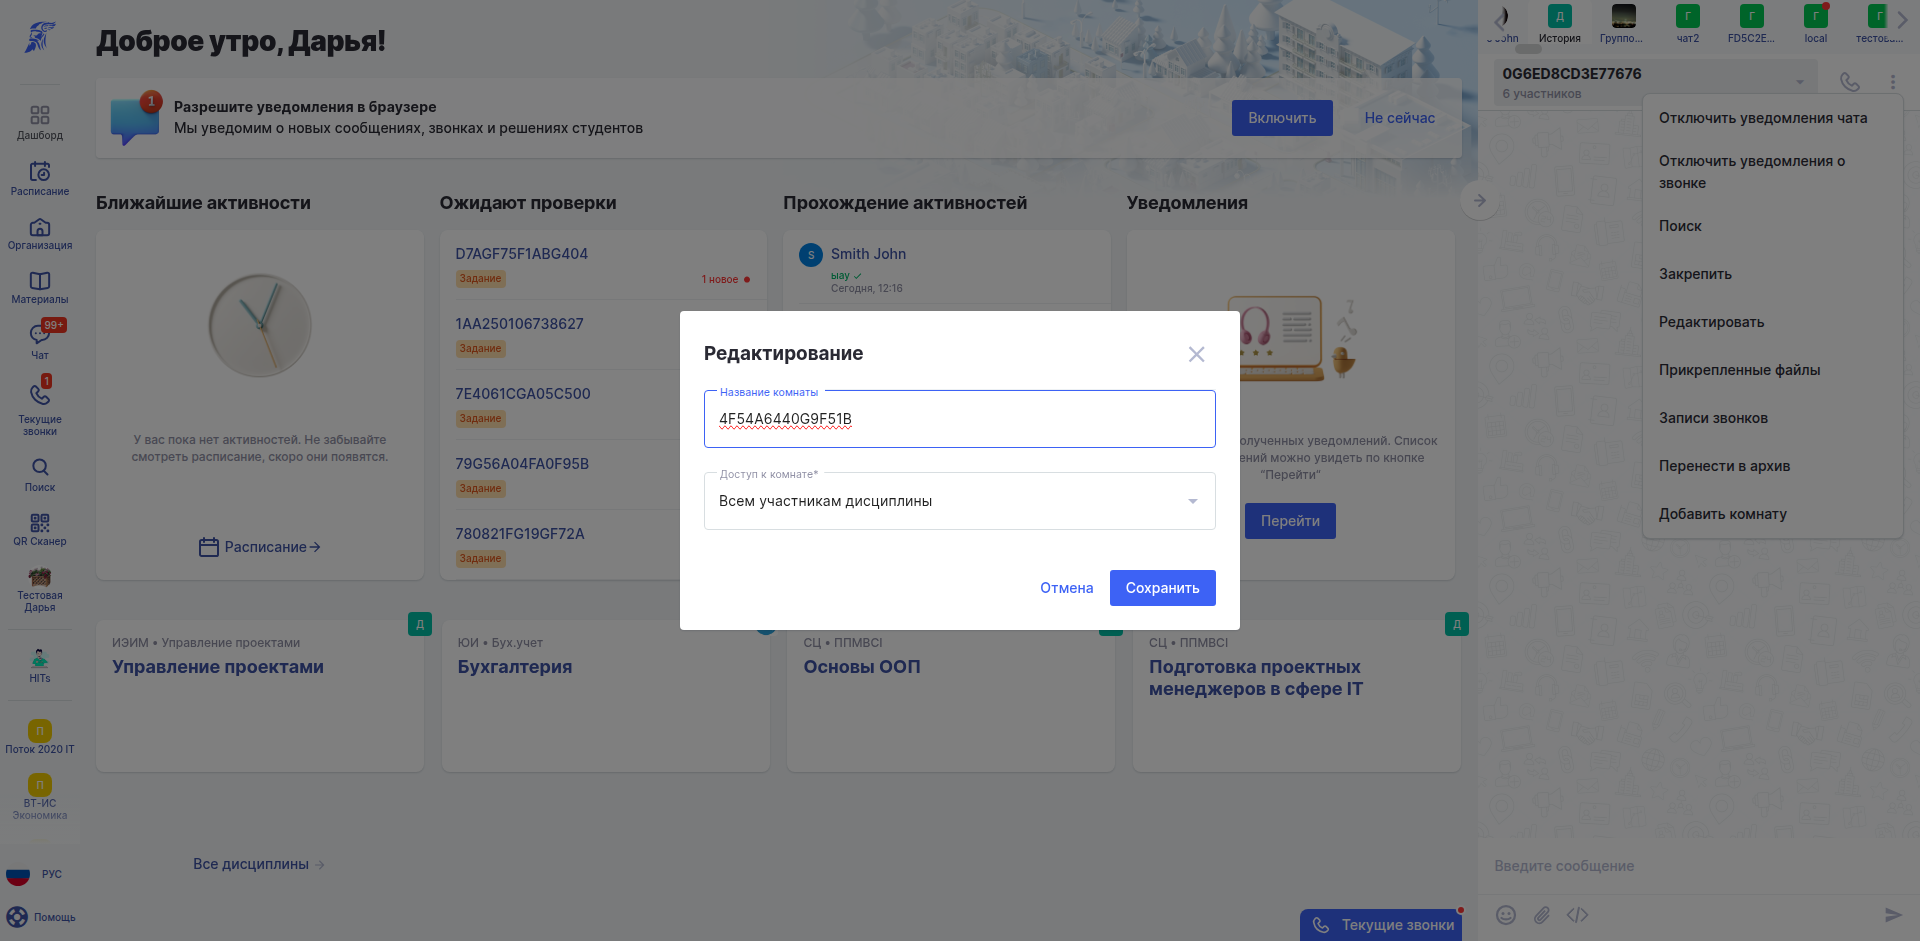 Доброе утро, Дарья!
1
Разрешите уведомления в браузере
Мы уведомим о новых сообщениях, звонках и решениях студентов
Включить
Не сейчас
Дашборд
Расписание
Организация
Материалы
99+
Чат
1
Текущие
звонки
Поиск
QR Сканер
Тестовая
Дарья
HITs
П
Поток 2020 IT
П
ВТ-ИС
Экономика
РУС
Помощь
Ближайшие активности
У вас пока нет активностей. Не забывайте
смотреть расписание, скоро они появятся.
Расписание
Ожидают проверки
D7AGF75F1ABG404
Задание
1 новое
1AA250106738627
Задание
7E4061CGA05C500
Задание
79G56A04FA0F95B
Задание
780821FG19GF72A
Задание
Прохождение активностей
S
Smith John
ыау
Сегодня, 12:16
Уведомления
олученных уведомлений. Список
ений можно увидеть по кнопке
"Перейти"
Перейти
Редактирование
Название комнаты
4F54A6440G9F51B
Доступ к комнате*
Всем участникам дисциплины
Отмена
Сохранить
Д
ИЭИМ • Управление проектами
Управление проектами
ЮИ • Бух.учет
Бухгалтерия
СЦ • ППМВСІ
Основы ООП
Д
СЦ • ППМВСІ
Подготовка проектных
менеджеров в сфере IT
Все дисциплины
Текущие звонки
Д
История
Группо...
Г
чат2
Г
FD5C2E...
Г
local
Г
тестова...
0G6ED8CD3E77676
6 участников
Отключить уведомления чата
Отключить уведомления о
звонке
Поиск
Закрепить
Редактировать
Прикрепленные файлы
Записи звонков
Перенести в архив
Добавить комнату
Введите сообщение